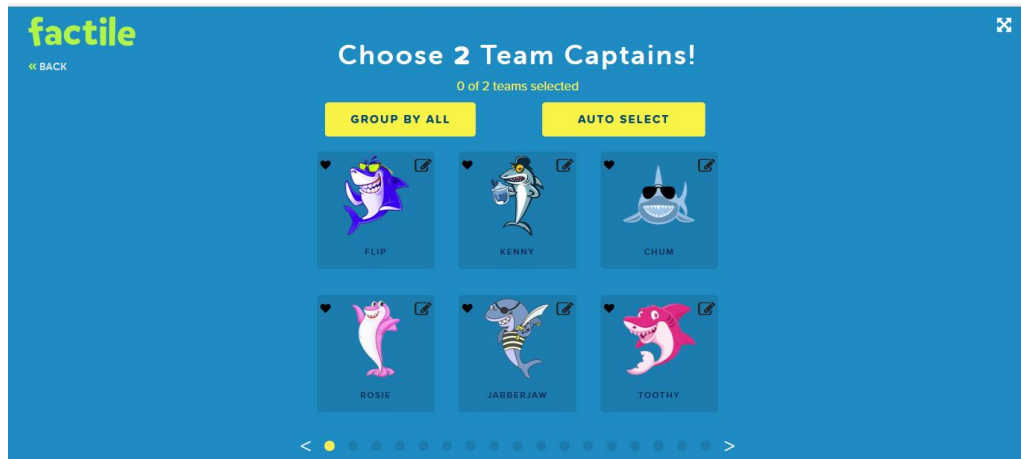 factile
« BACK
Choose 2 Team Captains!
0 of 2 teams selected
GROUP BY ALL
AUTO SELECT
FLIP
KENNY
CHUM
ROSIE
JABBERJAW
TOOTHY
< >